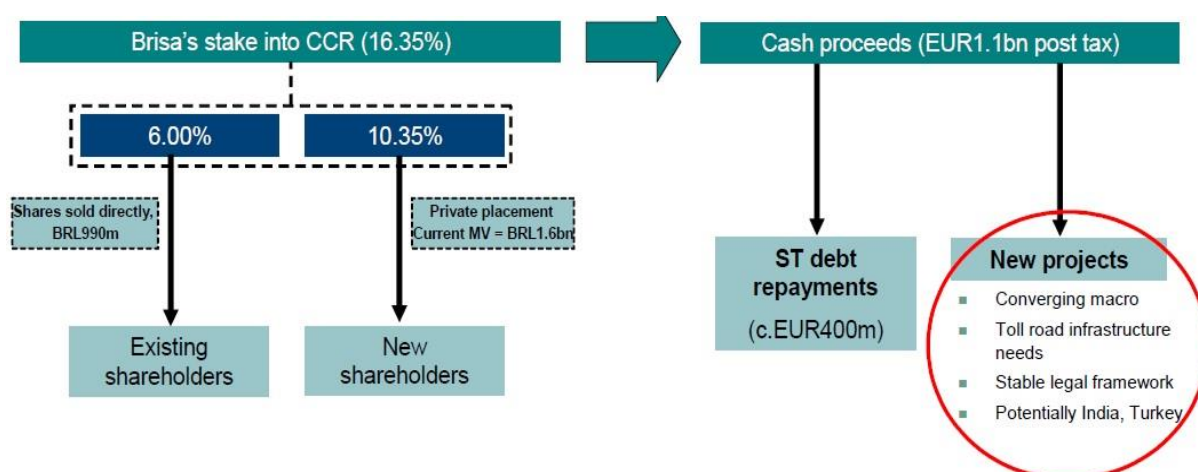 Brisa's stake into CCR (16.35%)
Cash proceeds (EUR1.1bn post tax)
6.00%
10.35%
Shares sold directly,
BRL990m
Private placement
Current MV = BRL1.6bn
Existing
shareholders
New
shareholders
ST debt
repayments
(c.EUR400m)
New projects
Converging macro
Toll road infrastructure
needs
Stable legal framework
Potentially India, Turkey